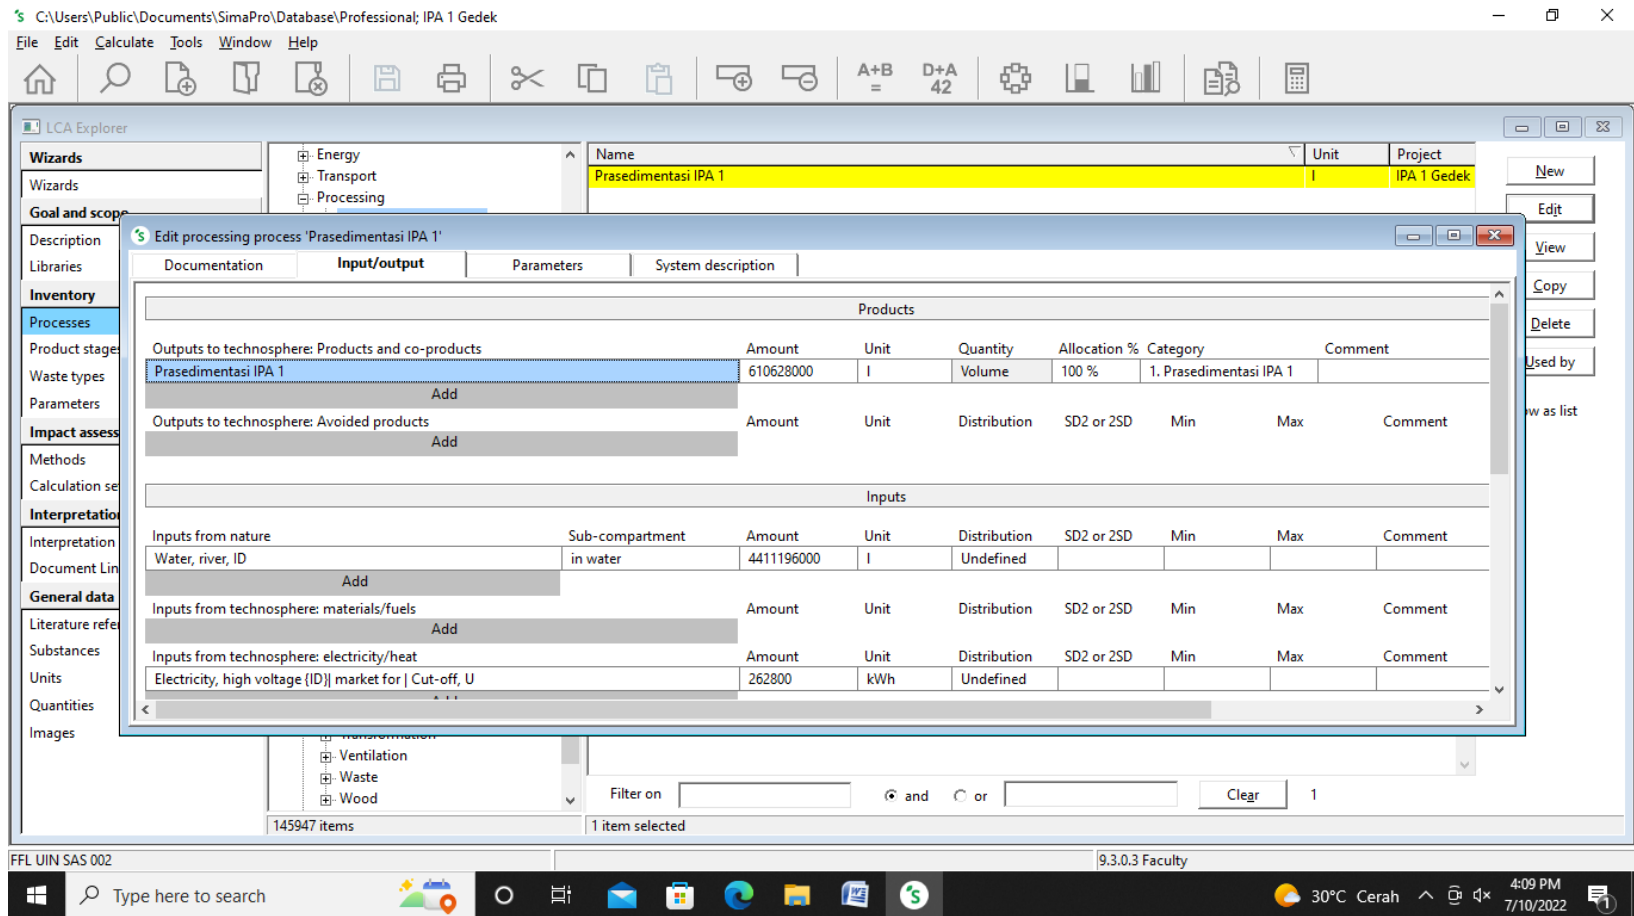 C:\Users\Public\Documents\SimaPro\Database\Professional; IPA 1 Gedek
File Edit Calculate Tools Window Help
A+B
=
D+A
42
LCA Explorer
Wizards
Wizards
Goal and scope
Description
Libraries
Inventory
Processes
Product stages
Waste types
Parameters
Impact assess
Methods
Calculation se
Interpretation
Interpretation
Document Lin
General data
Literature refer
Substances
Units
Quantities
Images
Energy
Transport
Processing
Name Unit Project
Prasedimentasi IPA 1 l IPA 1 Gedek
New
Edit
View
Copy
Delete
Used by
ow as list
Edit processing process 'Prasedimentasi IPA 1'
Documentation Input/output Parameters System description
Products
Outputs to technosphere: Products and co-products Amount Unit Quantity Allocation % Category Comment
Prasedimentasi IPA 1 610628000 l Volume 100 % 1. Prasedimentasi IPA 1
Add
Outputs to technosphere: Avoided products Amount Unit Distribution SD2 or 2SD Min Max Comment
Add
Inputs
Inputs from nature Sub-compartment Amount Unit Distribution SD2 or 2SD Min Max Comment
Water, river, ID in water 4411196000 l Undefined
Add
Inputs from technosphere: materials/fuels Amount Unit Distribution SD2 or 2SD Min Max Comment
Add
Inputs from technosphere: electricity/heat Amount Unit Distribution SD2 or 2SD Min Max Comment
Electricity, high voltage {ID}| market for | Cut-off, U 262800 kWh Undefined
Add
Transformation
Ventilation
Waste
Wood
Filter on and or Clear 1
145947 items 1 item selected
FFL UIN SAS 002 9.3.0.3 Faculty
Type here to search
30°C Cerah
4:09 PM
7/10/2022
1